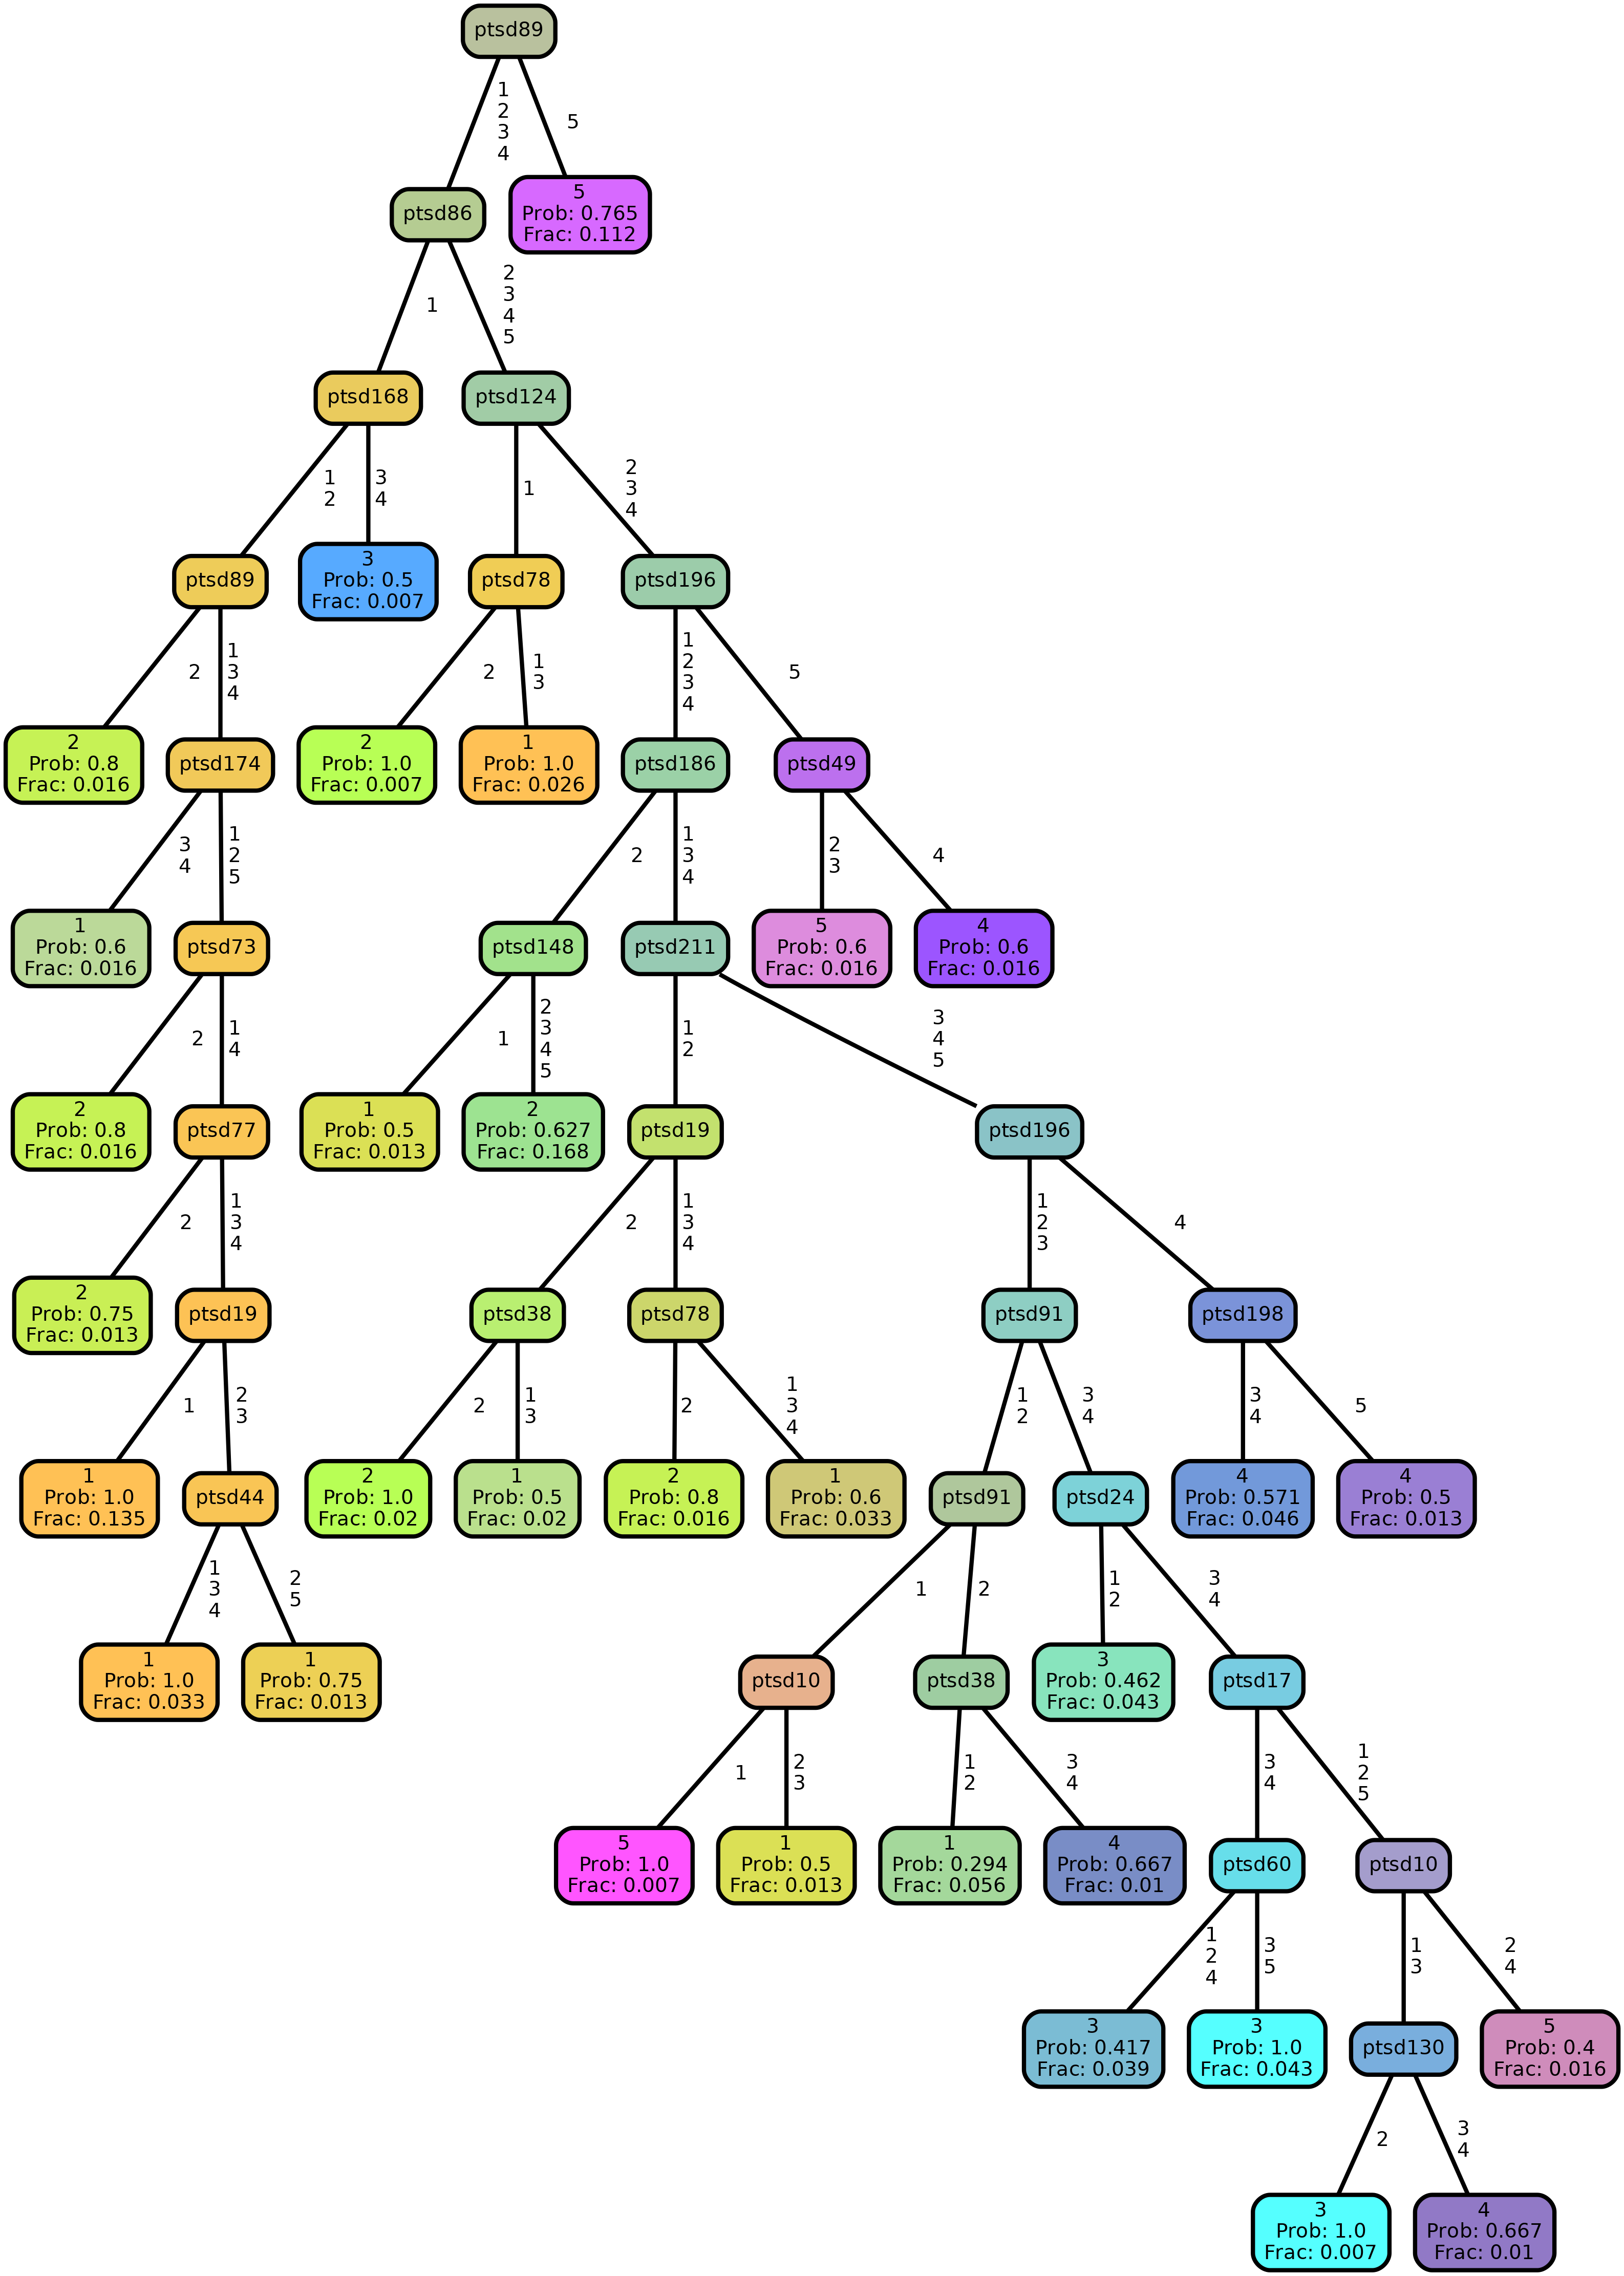 ptsd89
1
2
3
4
5
ptsd86
5
Prob: 0.765
Frac: 0.112
1
2
3
4
5
ptsd168
ptsd124
1
2
3
4
1
2
3
4
ptsd89
3
Prob: 0.5
Frac: 0.007
ptsd78
ptsd196
2
1
3
4
2
1
3
1
2
3
4
5
2
Prob: 0.8
Frac: 0.016
ptsd174
2
Prob: 1.0
Frac: 0.007
1
Prob: 1.0
Frac: 0.026
ptsd186
ptsd49
3
4
1
2
5
2
1
3
4
2
3
4
1
Prob: 0.6
Frac: 0.016
ptsd73
ptsd148
ptsd211
5
Prob: 0.6
Frac: 0.016
4
Prob: 0.6
Frac: 0.016
2
1
4
1
2
3
4
5
1
2
3
4
5
2
Prob: 0.8
Frac: 0.016
ptsd77
1
Prob: 0.5
Frac: 0.013
2
Prob: 0.627
Frac: 0.168
ptsd19
ptsd196
2
1
3
4
2
1
3
4
1
2
3
4
2
Prob: 0.75
Frac: 0.013
ptsd19
ptsd38
ptsd78
ptsd91
ptsd198
1
2
3
2
1
3
2
1
3
4
1
2
3
4
3
4
5
1
Prob: 1.0
Frac: 0.135
ptsd44
2
Prob: 1.0
Frac: 0.02
1
Prob: 0.5
Frac: 0.02
2
Prob: 0.8
Frac: 0.016
1
Prob: 0.6
Frac: 0.033
ptsd91
ptsd24
4
Prob: 0.571
Frac: 0.046
4
Prob: 0.5
Frac: 0.013
1
3
4
2
5
1
2
1
2
3
4
1
Prob: 1.0
Frac: 0.033
1
Prob: 0.75
Frac: 0.013
ptsd10
ptsd38
3
Prob: 0.462
Frac: 0.043
ptsd17
1
2
3
1
2
3
4
3
4
1
2
5
5
Prob: 1.0
Frac: 0.007
1
Prob: 0.5
Frac: 0.013
1
Prob: 0.294
Frac: 0.056
4
Prob: 0.667
Frac: 0.01
ptsd60
ptsd10
1
2
4
3
5
1
3
2
4
3
Prob: 0.417
Frac: 0.039
3
Prob: 1.0
Frac: 0.043
ptsd130
5
Prob: 0.4
Frac: 0.016
2
3
4
3
Prob: 1.0
Frac: 0.007
4
Prob: 0.667
Frac: 0.01